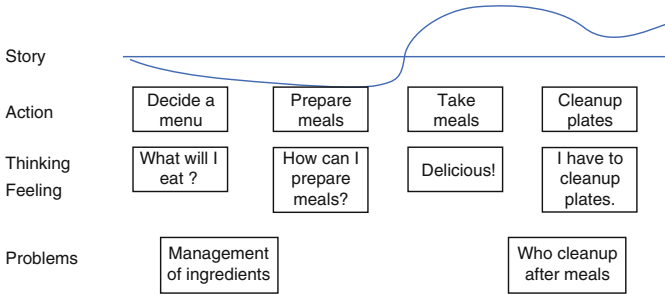 Story
Action
Decide a
menu
Prepare
meals
Take
meals
Cleanup
plates
Thinking
Feeling
What will I
eat ?
How can I
prepare
meals?
Delicious!
I have to
cleanup
plates.
Problems
Management
of ingredients
Who cleanup
after meals